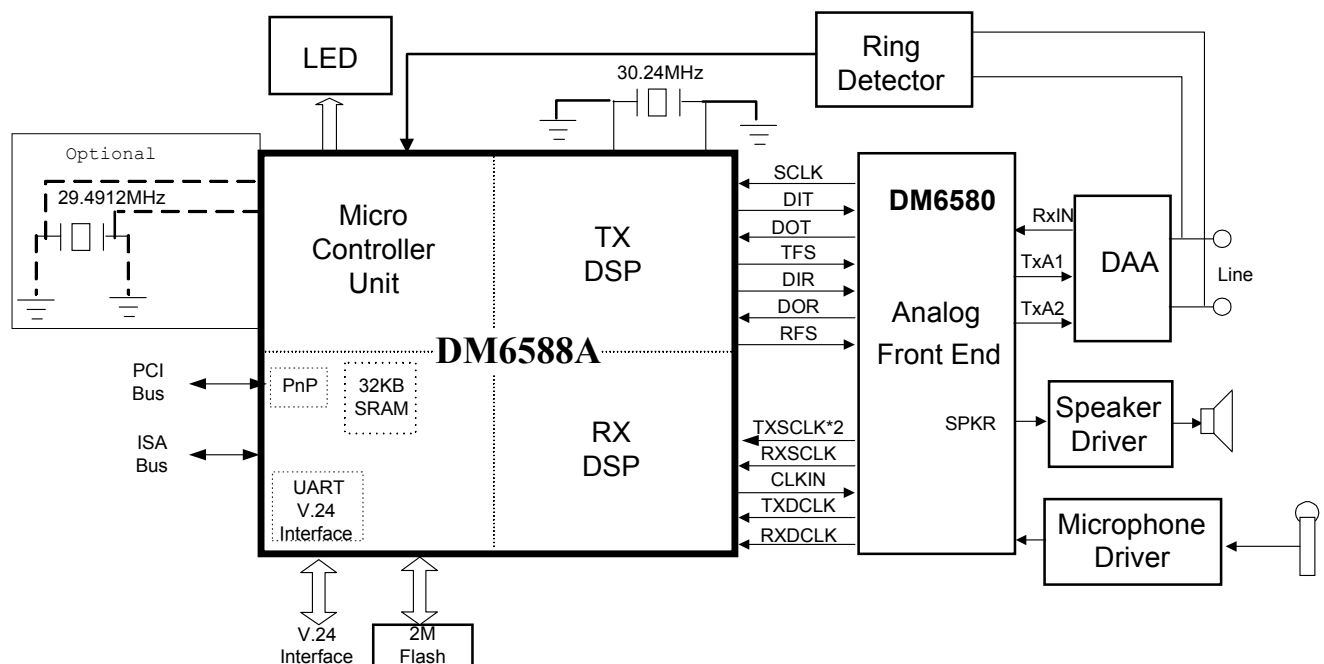 LED
30.24MHz
Ring
Detector
Optional
29.4912MHz
Micro
Controller
Unit
TX
DSP
DM6588A
PnP
32KB
SRAM
RX
DSP
UART
V.24
Interface
PCI
Bus
ISA
Bus
V.24
Interface
2M
Flash
SCLK
DIT
DOT
TFS
DIR
DOR
RFS
TXSCLK*2
RXSCLK
CLKIN
TXDCLK
RXDCLK
DM6580
Analog
Front End
SPKR
RxIN
TxA1
TxA2
DAA
Line
Speaker
Driver
Microphone
Driver